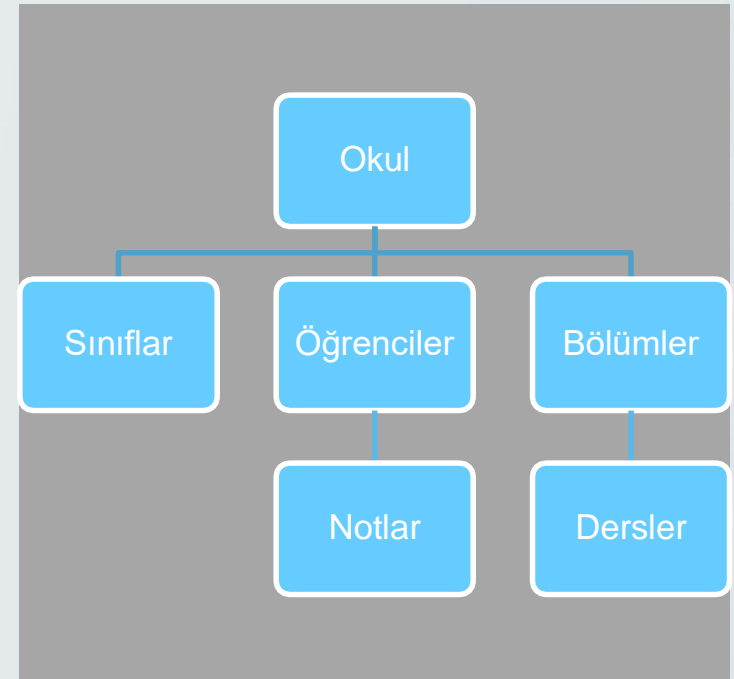 Okul
Sınıflar
Öğrenciler
Bölümler
Notlar
Dersler